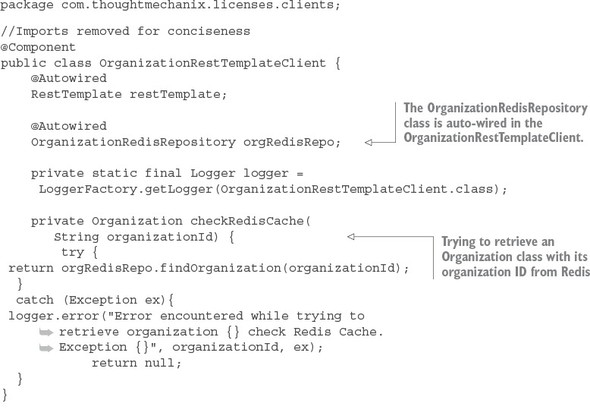 package com.thoughtmechanix.licenses.clients;
//Imports removed for conciseness
@Component
public class OrganizationRestTemplateClient {
@Autowired
RestTemplate restTemplate;
@Autowired
OrganizationRedisRepository orgRedisRepo;
The OrganizationRedisRepository
class is auto-wired in the
OrganizationRestTemplateClient.
private static final Logger logger =
LoggerFactory.getLogger(OrganizationRestTemplateClient.class);
private Organization checkRedisCache(
String organizationId) {
try {
return orgRedisRepo.findOrganization(organizationId);
Trying to retrieve an
Organization class with its
organization ID from Redis
}
catch (Exception ex){
logger.error("Error encountered while trying to
retrieve organization {} check Redis Cache.
Exception {}", organizationId, ex);
return null;
}
}